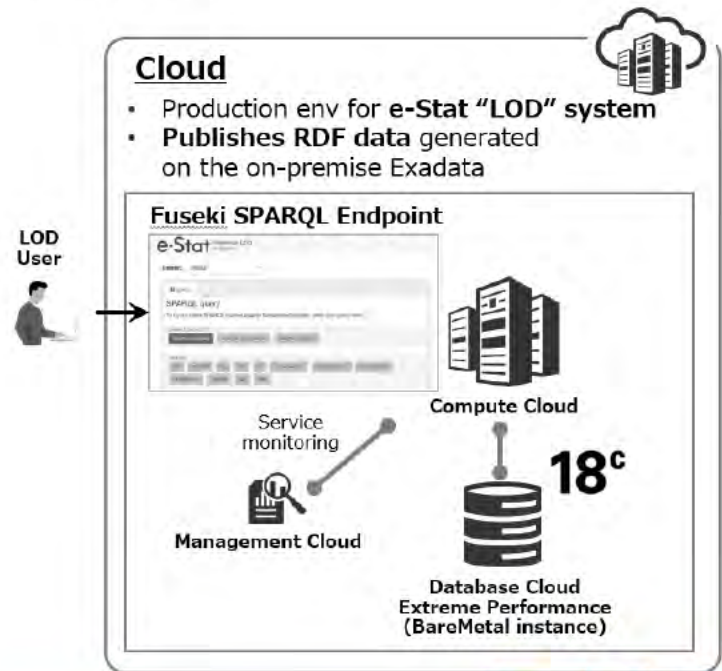 Cloud
• Production env for e-Stat “LOD” system
• Publishes RDF data generated
on the on-premise Exadata
Fuseki SPARQL Endpoint
LOD
User
e-Stat
SPARQL query
Compute Cloud
Service
monitoring
18c
Management Cloud
Database Cloud
Extreme Performance
(BareMetal instance)